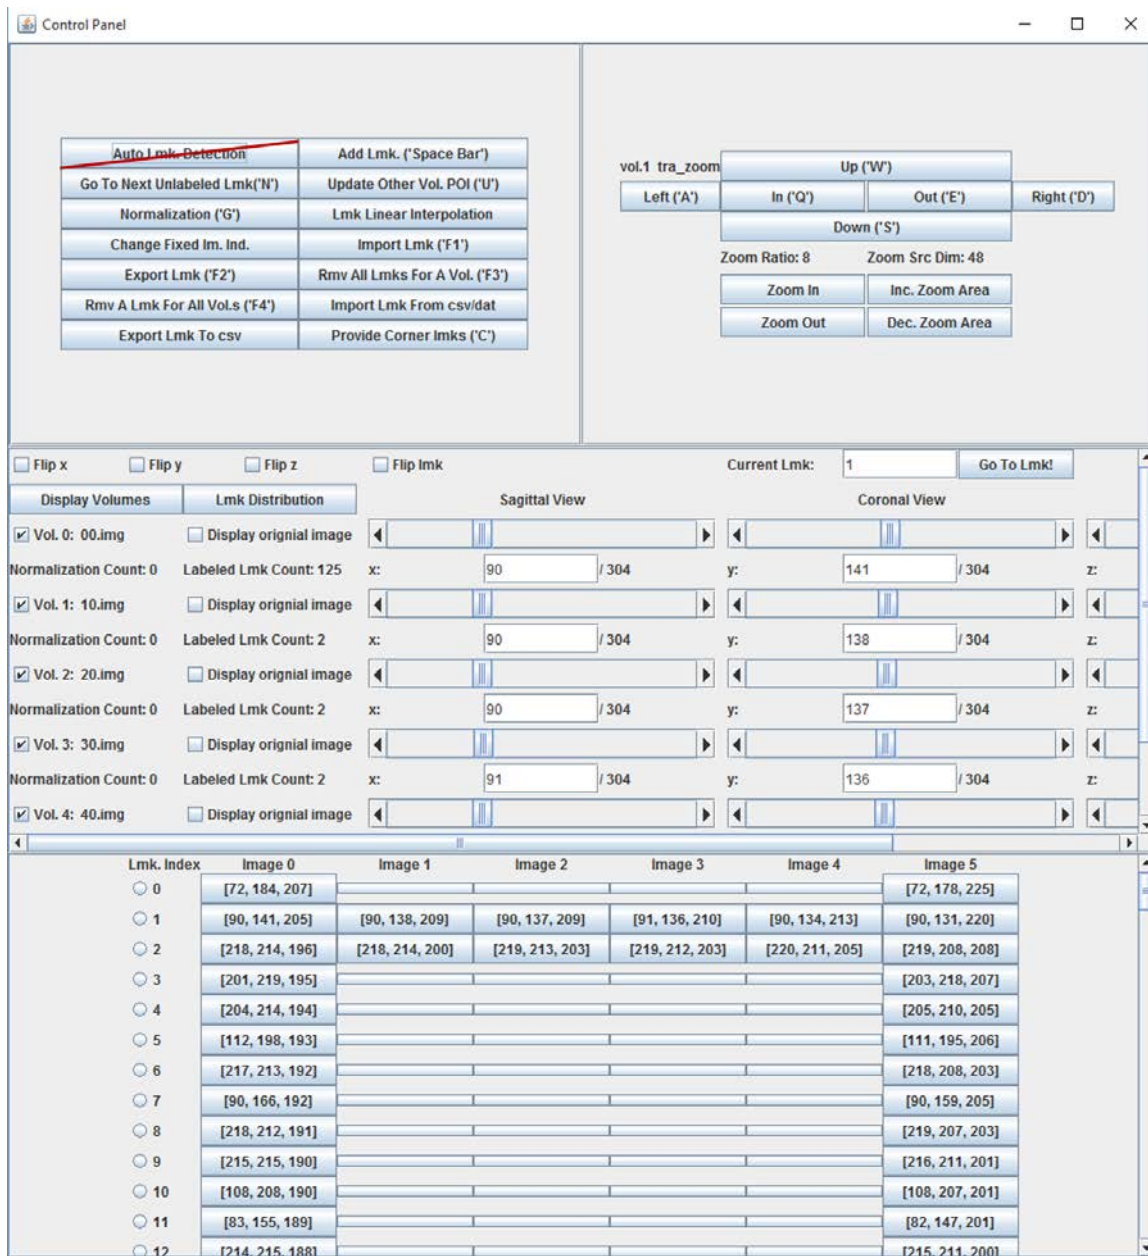 Control Panel
Auto Lmk. Detection Add Lmk. ('Space Bar')
Go To Next Unlabeled Lmk('N') Update Other Vol. POI ('U')
Normalization ('G') Lmk Linear Interpolation
Change Fixed Im. Ind. Import Lmk ('F1')
Export Lmk ('F2') Rmv All Lmks For A Vol. ('F3')
Rmv A Lmk For All Vol.s ('F4') Import Lmk From csv/dat
Export Lmk To csv Provide Corner lmks ('C')
vol.1 tra_zoom Up ('W')
Left ('A') In ('Q') Out ('E') Right ('D')
Down ('S')
Zoom Ratio: 8 Zoom Src Dim: 48
Zoom In Inc. Zoom Area
Zoom Out Dec. Zoom Area
Flip x Flip y Flip z Flip lmk Current Lmk: 1 Go To Lmk!
Display Volumes Lmk Distribution Sagittal View Coronal View
Vol. 0: 00.img Display orignial image
Normalization Count: 0 Labeled Lmk Count: 125 x: 90 / 304 y: 141 / 304 z:
Vol. 1: 10.img Display orignial image
Normalization Count: 0 Labeled Lmk Count: 2 x: 90 / 304 y: 138 / 304 z:
Vol. 2: 20.img Display orignial image
Normalization Count: 0 Labeled Lmk Count: 2 x: 90 / 304 y: 137 / 304 z:
Vol. 3: 30.img Display orignial image
Normalization Count: 0 Labeled Lmk Count: 2 x: 91 / 304 y: 136 / 304 z:
Vol. 4: 40.img Display orignial image
Lmk. Index Image 0 Image 1 Image 2 Image 3 Image 4 Image 5
0 [72, 184, 207] [72, 178, 225]
1 [90, 141, 205] [90, 138, 209] [90, 137, 209] [91, 136, 210] [90, 134, 213] [90, 131, 220]
2 [218, 214, 196] [218, 214, 200] [219, 213, 203] [219, 212, 203] [220, 211, 205] [219, 208, 208]
3 [201, 219, 195] [203, 218, 207]
4 [204, 214, 194] [205, 210, 205]
5 [112, 198, 193] [111, 195, 206]
6 [217, 213, 192] [218, 208, 203]
7 [90, 166, 192] [90, 159, 205]
8 [218, 212, 191] [219, 207, 203]
9 [215, 215, 190] [216, 211, 201]
10 [108, 208, 190] [108, 207, 201]
11 [83, 155, 189] [82, 147, 201]
12 [214, 215, 188] [215, 211, 200]